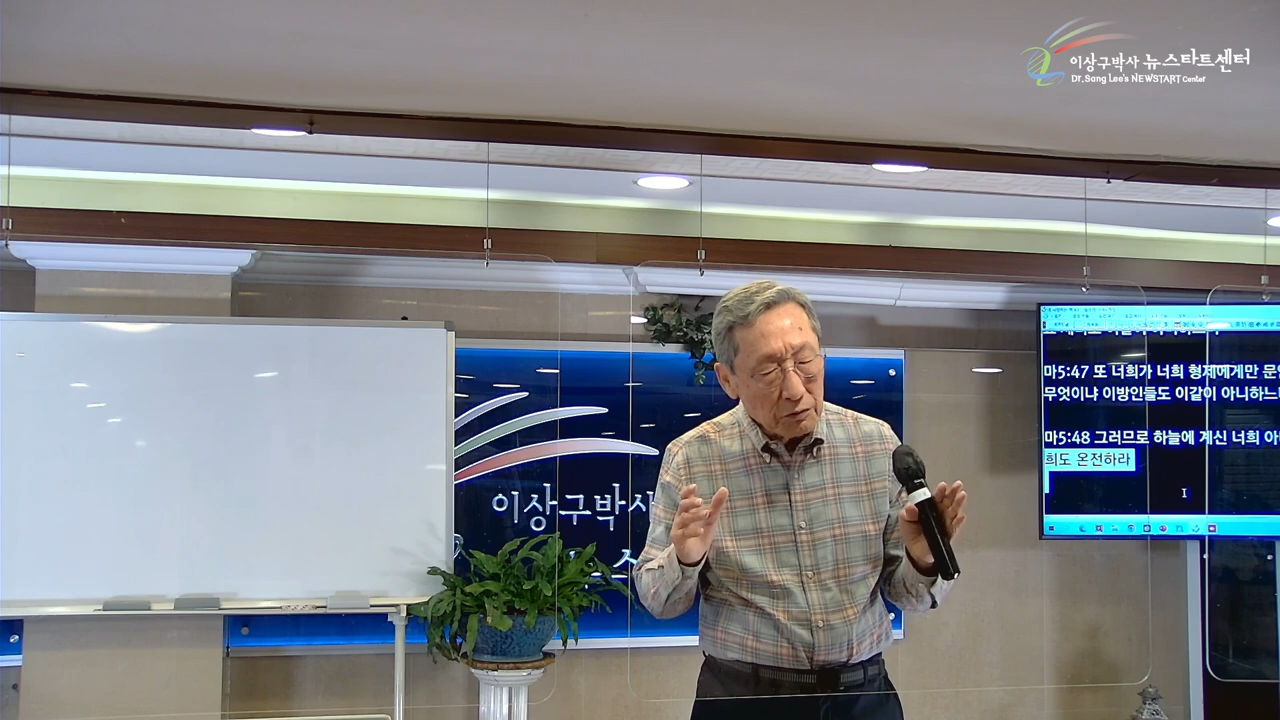 이상구박사 뉴스타트센터
Dr. Sang Lee's NEWSTART Center
마5:47 또 너희가 너희 형제에게만 문안
무엇이냐 이방인들도 이같이 아니하느
마5:48 그러므로 하늘에 계신 너희 아
희도 온전하라
이상구박사